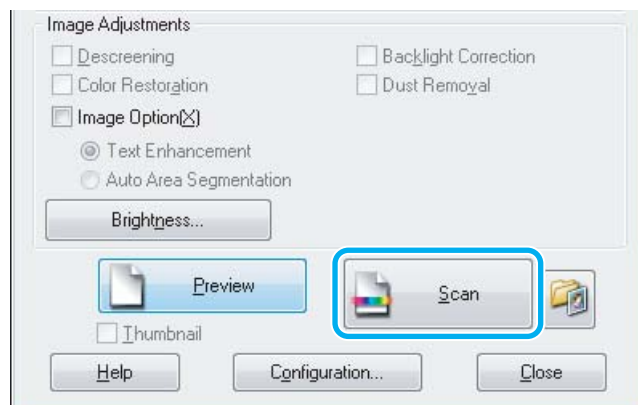 Image Adjustments
Descreening Backlight Correction
Color Restoration Dust Removal
Image Option(X)
Text Enhancement
Auto Area Segmentation
Brightness...
Preview Scan
Thumbnail
Help Configuration... Close